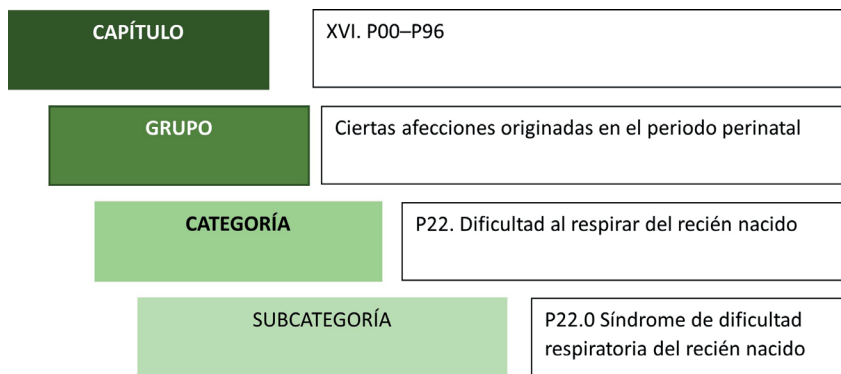 CAPÍTULO
XVI. P00–P96
GRUPO
Ciertas afecciones originadas en el periodo perinatal
CATEGORÍA
P22. Dificultad al respirar del recién nacido
SUBCATEGORÍA
P22.0 Síndrome de dificultad
respiratoria del recién nacido